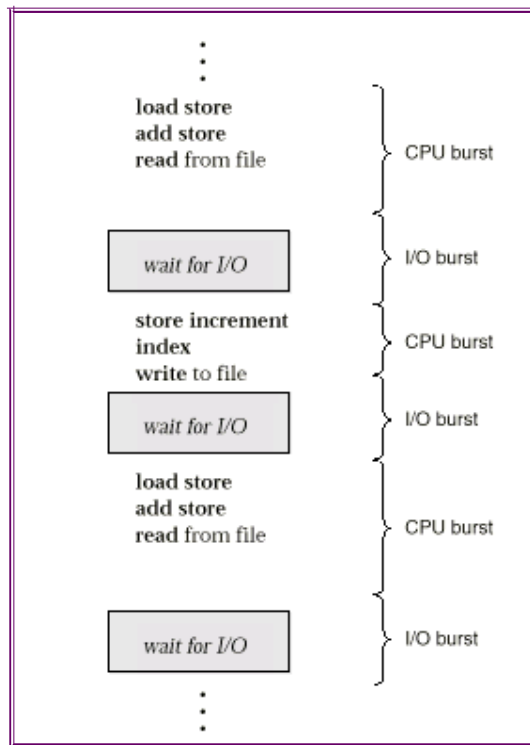 load store
add store
read from file
CPU burst
wait for I/O
I/O burst
store increment
index
write to file
CPU burst
wait for I/O
I/O burst
load store
add store
read from file
CPU burst
wait for I/O
I/O burst